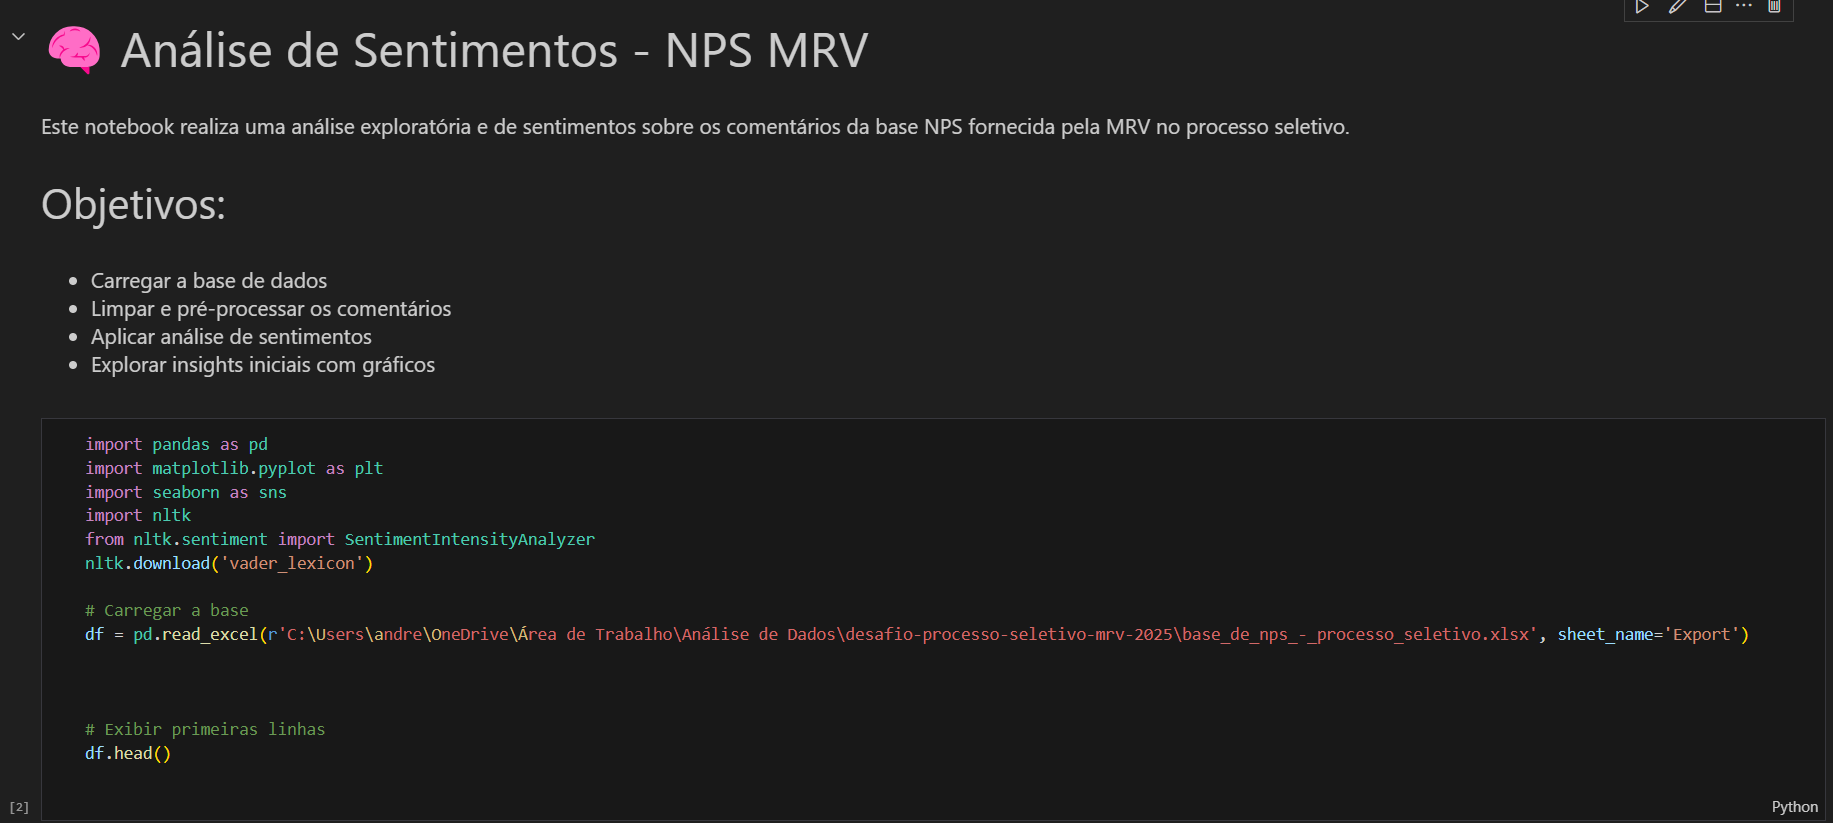 Análise de Sentimentos - NPS MRV
Este notebook realiza uma análise exploratória e de sentimentos sobre os comentários da base NPS fornecida pela MRV no processo seletivo.
Objetivos:
• Carregar a base de dados
• Limpar e pré-processar os comentários
• Aplicar análise de sentimentos
• Explorar insights iniciais com gráficos
import pandas as pd
import matplotlib.pyplot as plt
import seaborn as sns
import nltk
from nltk.sentiment import SentimentIntensityAnalyzer
nltk.download('vader_lexicon')
# Carregar a base
df = pd.read_excel(r'C:\Users\andre\OneDrive\Área de Trabalho\Análise de Dados\desafio-processo-seletivo-mrv-2025\base_de_nps_-_processo_seletivo.xlsx', sheet_name='Export')
# Exibir primeiras linhas
df.head()
[2]
Python